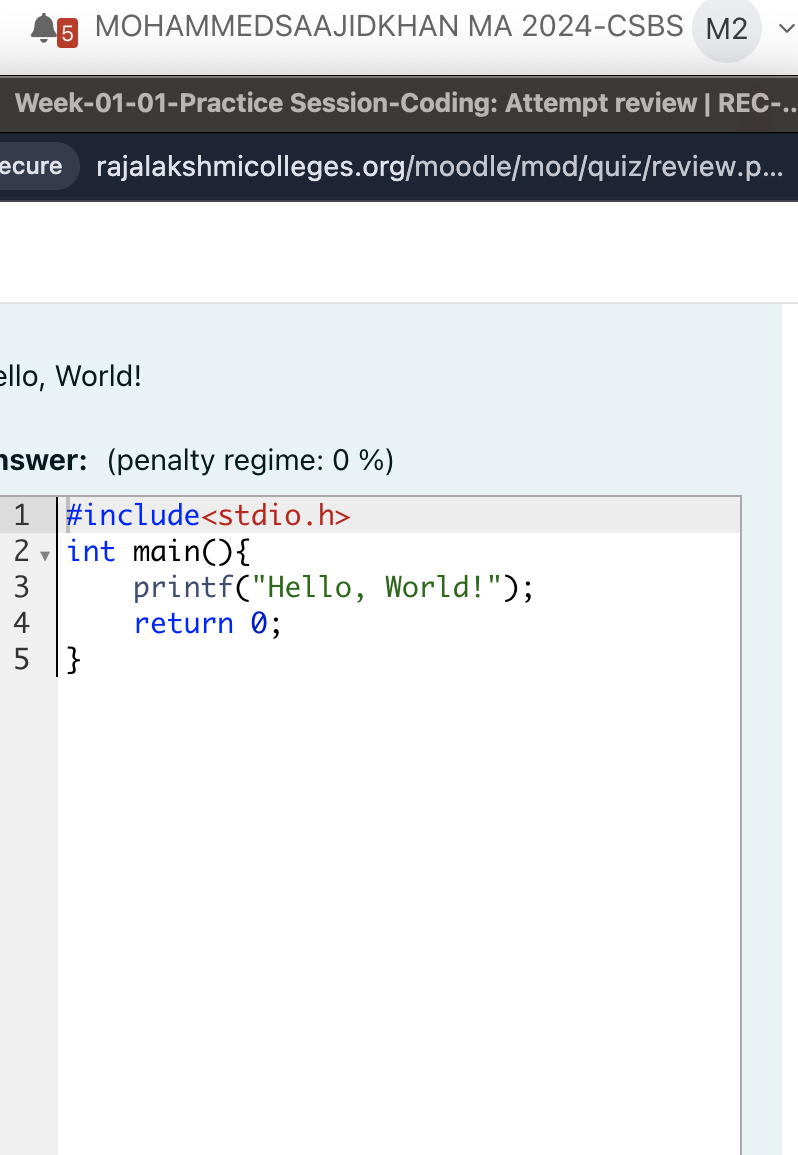 5 MOHAMMEDSAAJIDKHAN MA 2024-CSBS M2
Week-01-01-Practice Session-Coding: Attempt review | REC-...
ecure rajalakshmicolleges.org/moodle/mod/quiz/review.p...
ello, World!
nswer: (penalty regime: 0 %)
1 #include<stdio.h>
2 int main(){
3     printf("Hello, World!");
4     return 0;
5 }